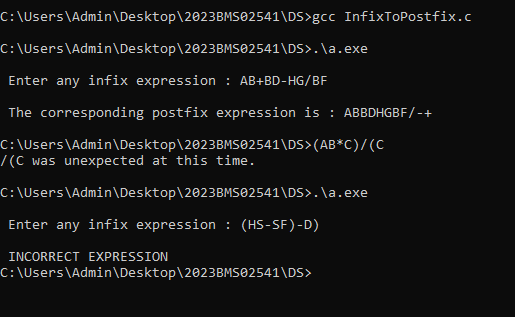 C:\Users\Admin\Desktop\2023BMS02541\DS>gcc InfixToPostfix.c
C:\Users\Admin\Desktop\2023BMS02541\DS>.\a.exe
Enter any infix expression : AB+BD-HG/BF
The corresponding postfix expression is : ABBDHGBF/-+
C:\Users\Admin\Desktop\2023BMS02541\DS>(AB*C)/(C
/(C was unexpected at this time.
C:\Users\Admin\Desktop\2023BMS02541\DS>.\a.exe
Enter any infix expression : (HS-SF)-D)
INCORRECT EXPRESSION
C:\Users\Admin\Desktop\2023BMS02541\DS>